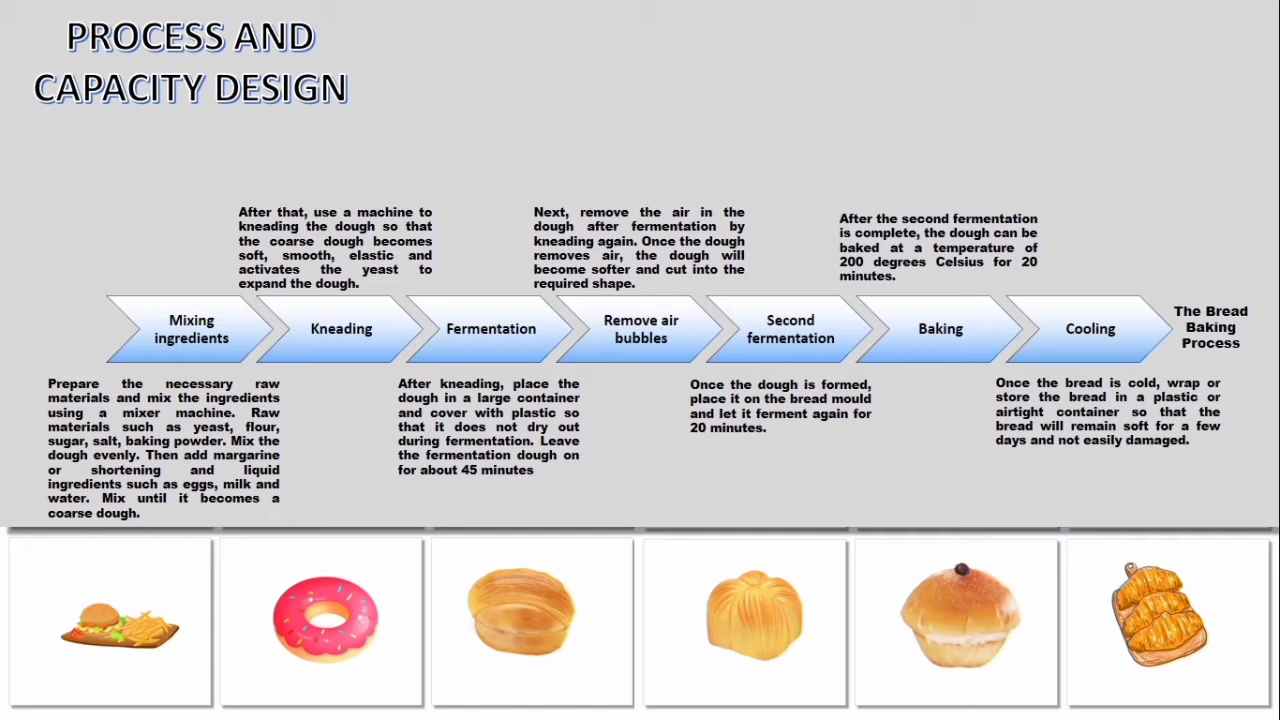 PROCESS AND
CAPACITY DESIGN
After that, use a machine to
kneading the dough so that
the coarse dough becomes
soft, smooth, elastic and
activates the yeast to
expand the dough.
Next, remove the air in the
dough after fermentation by
kneading again. Once the dough
removes air, the dough will
become softer and cut into the
required shape.
After the second fermentation
is complete, the dough can be
baked at a temperature of
200 degrees Celsius for 20
minutes.
Mixing
ingredients
Kneading
Fermentation
Remove air
bubbles
Second
fermentation
Baking
Cooling
The Bread
Baking
Process
Prepare the necessary raw
materials and mix the ingredients
using a mixer machine. Raw
materials such as yeast, flour,
sugar, salt, baking powder. Mix the
dough evenly. Then add margarine
or shortening and liquid
ingredients such as eggs, milk and
water. Mix until it becomes a
coarse dough.
After kneading, place the
dough in a large container
and cover with plastic so
that it does not dry out
during fermentation. Leave
the fermentation dough on
for about 45 minutes
Once the dough is formed,
place it on the bread mould
and let it ferment again for
20 minutes.
Once the bread is cold, wrap or
store the bread in a plastic or
airtight container so that the
bread will remain soft for a few
days and not easily damaged.